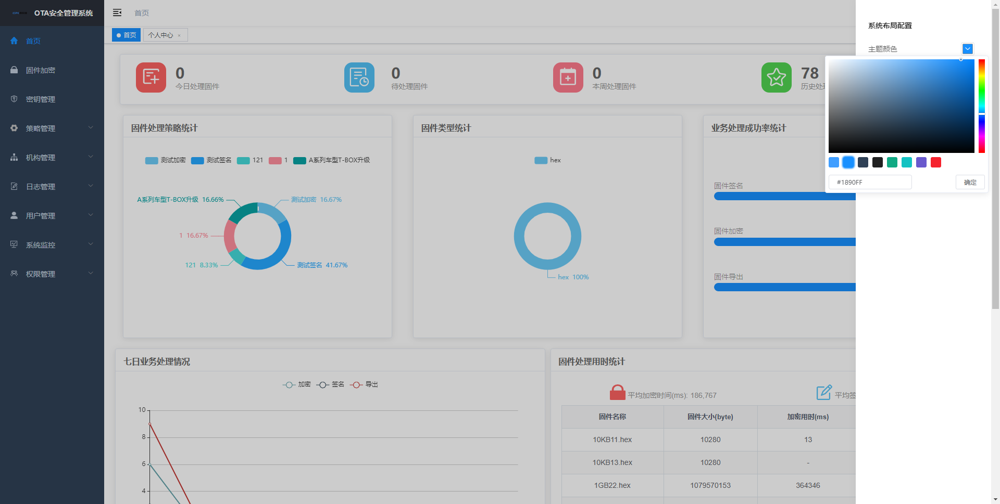 OTA安全管理系统
首页
固件加密
密钥管理
策略管理
机构管理
日志管理
用户管理
系统监控
权限管理
首页
首页
个人中心 ×
0
今日处理固件
0
待处理固件
0
本周处理固件
78
历史处
系统布局配置
主题颜色
#1890FF
确定
固件处理策略统计
测试加密 测试签名 121 1 A系列车型T-BOX升级
A系列车型T-BOX升级 16.66%
测试加密 16.67%
1 16.67%
121 8.33%
测试签名 41.67%
固件类型统计
hex
hex 100%
业务处理成功率统计
固件签名
固件加密
固件导出
七日业务处理情况
加密 签名 导出
10
8
6
4
固件处理用时统计
平均加密时间(ms): 186,767
平均签
固件名称 固件大小(byte) 加密用时(ms)
10KB11.hex 10280 13
10KB13.hex 10280 -
1GB22.hex 1079570153 364346